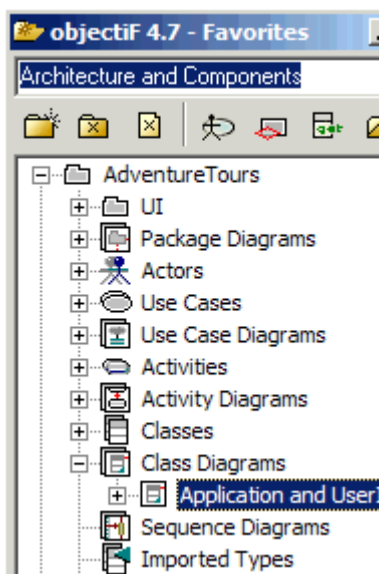 objectiF 4.7 - Favorites
Architecture and Components
AdventureTours
UI
Package Diagrams
Actors
Use Cases
Use Case Diagrams
Activities
Activity Diagrams
Classes
Class Diagrams
Application and User
Sequence Diagrams
Imported Types